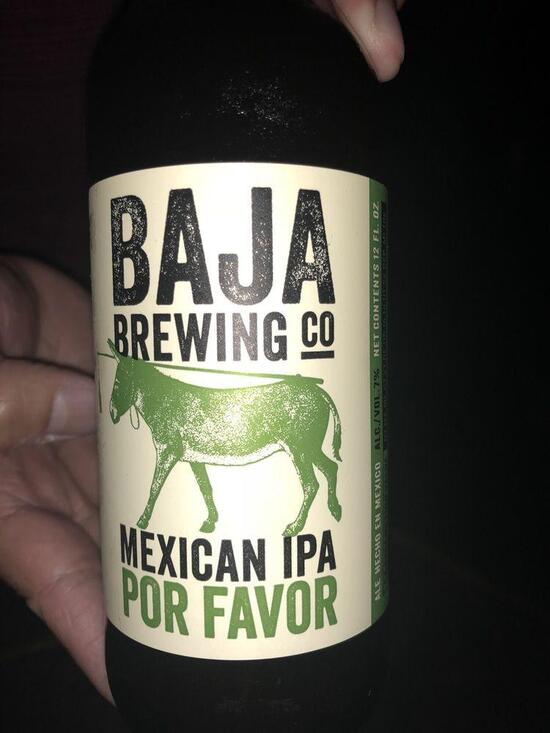 BAJA
BREWING CO
MEXICAN IPA
POR FAVOR
ALE HECHO EN MEXICO ALC./VOL. 7% NET CONTENTS 12 FL. OZ